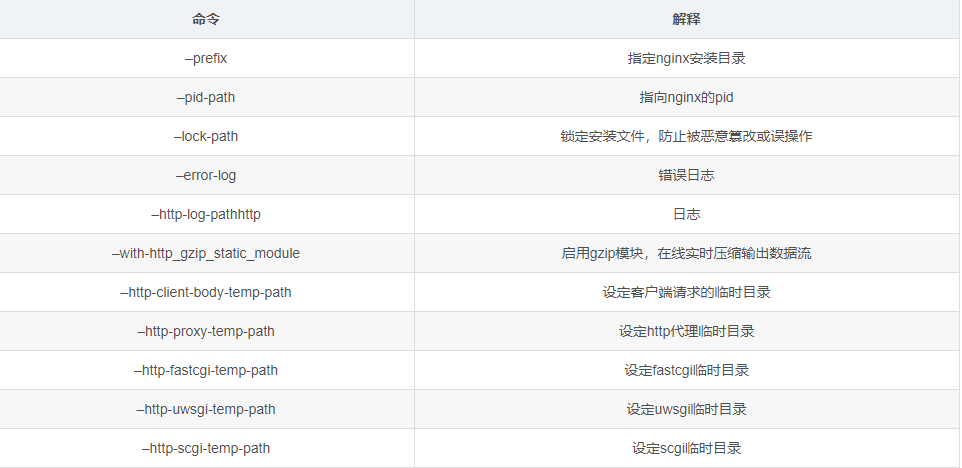 命令 解释
–prefix 指定nginx安装目录
–pid-path 指向nginx的pid
–lock-path 锁定安装文件，防止被恶意篡改或误操作
–error-log 错误日志
–http-log-pathhttp 日志
–with-http_gzip_static_module 启用gzip模块，在线实时压缩输出数据流
–http-client-body-temp-path 设定客户端请求的临时目录
–http-proxy-temp-path 设定http代理临时目录
–http-fastcgi-temp-path 设定fastcgi临时目录
–http-uwsgi-temp-path 设定uwsgi临时目录
–http-scgi-temp-path 设定scgi临时目录